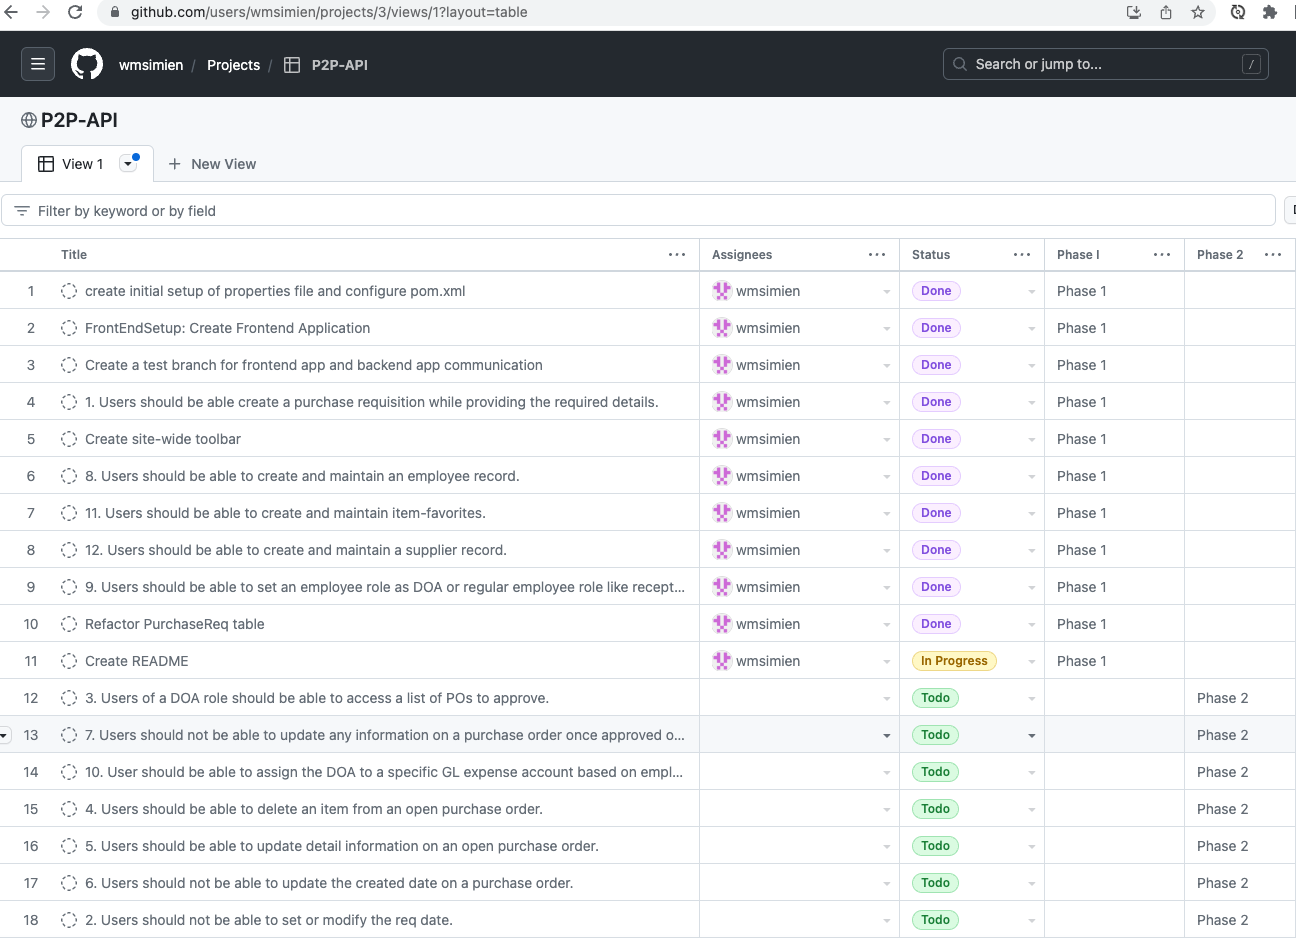 github.com/users/wmsimien/projects/3/views/1?layout=table
wmsimien / Projects / P2P-API
Search or jump to... /
P2P-API
View 1 New View
Filter by keyword or by field
Title Assignees Status Phase I Phase 2
1 create initial setup of properties file and configure pom.xml wmsimien Done Phase 1
2 FrontEndSetup: Create Frontend Application wmsimien Done Phase 1
3 Create a test branch for frontend app and backend app communication wmsimien Done Phase 1
4 1. Users should be able create a purchase requisition while providing the required details. wmsimien Done Phase 1
5 Create site-wide toolbar wmsimien Done Phase 1
6 8. Users should be able to create and maintain an employee record. wmsimien Done Phase 1
7 11. Users should be able to create and maintain item-favorites. wmsimien Done Phase 1
8 12. Users should be able to create and maintain a supplier record. wmsimien Done Phase 1
9 9. Users should be able to set an employee role as DOA or regular employee role like recept... wmsimien Done Phase 1
10 Refactor PurchaseReq table wmsimien Done Phase 1
11 Create README wmsimien In Progress Phase 1
12 3. Users of a DOA role should be able to access a list of POs to approve. Todo Phase 2
13 7. Users should not be able to update any information on a purchase order once approved o... Todo Phase 2
14 10. User should be able to assign the DOA to a specific GL expense account based on empl... Todo Phase 2
15 4. Users should be able to delete an item from an open purchase order. Todo Phase 2
16 5. Users should be able to update detail information on an open purchase order. Todo Phase 2
17 6. Users should not be able to update the created date on a purchase order. Todo Phase 2
18 2. Users should not be able to set or modify the req date. Todo Phase 2